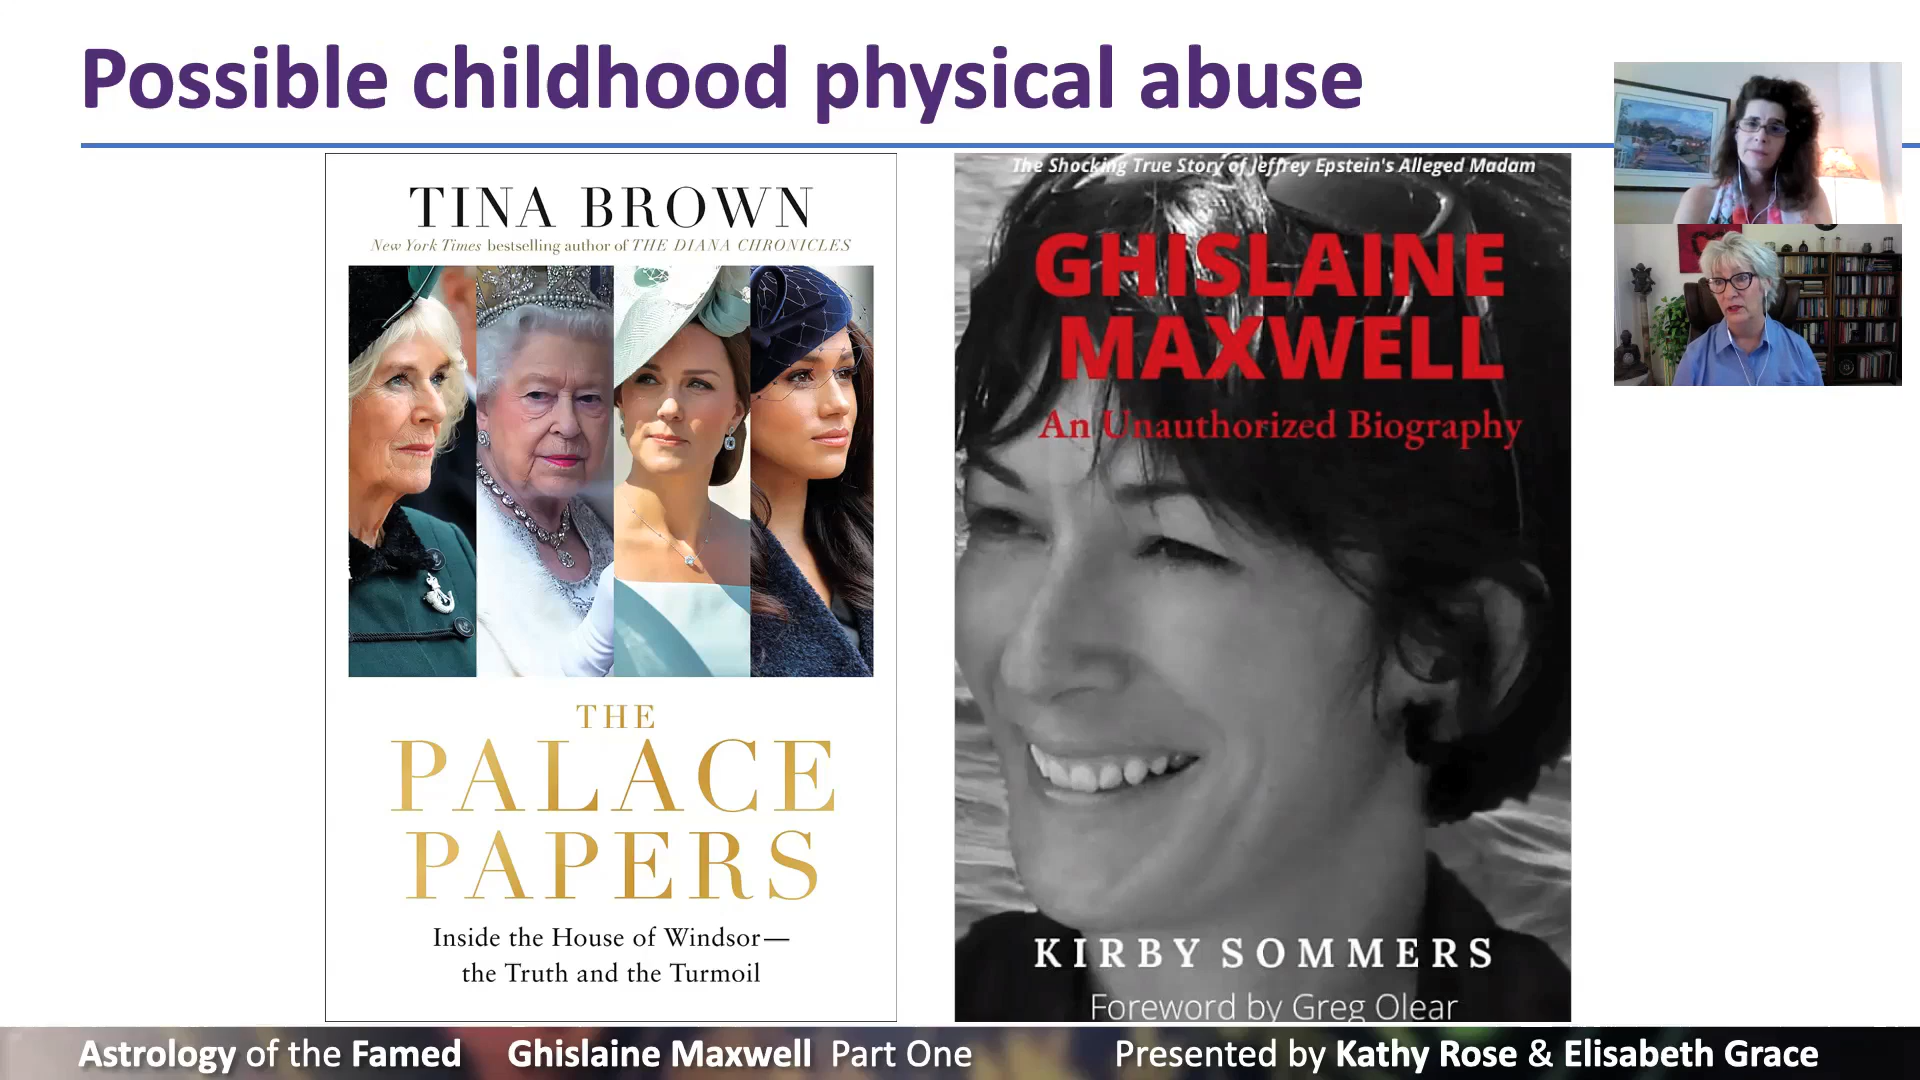 Possible childhood physical abuse
TINA BROWN
New York Times bestselling author of THE DIANA CHRONICLES
THE
PALACE
PAPERS
Inside the House of Windsor—
the Truth and the Turmoil
The Shocking True Story of Jeffrey Epstein's Alleged Madam
GHISLAINE
MAXWELL
An Unauthorized Biography
KIRBY SOMMERS
Foreword by Greg Olear
Astrology of the Famed Ghislaine Maxwell Part One Presented by Kathy Rose & Elisabeth Grace